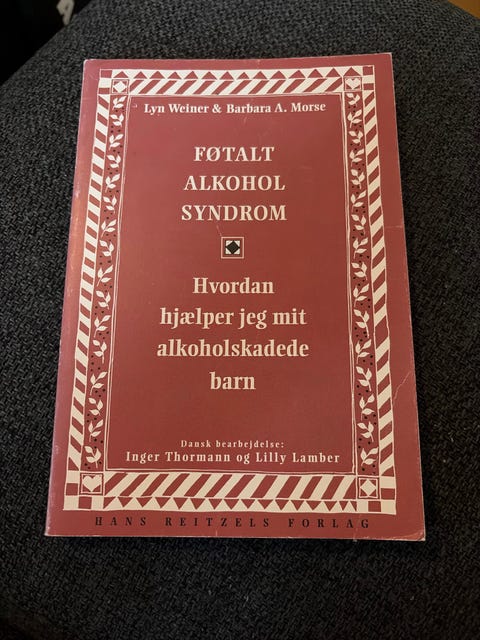 Lyn Weiner & Barbara A. Morse
FØTALT
ALKOHOL
SYNDROM
Hvordan
hjælper jeg mit
alkoholskadede
barn
Dansk bearbejdelse:
Inger Thormann og Lilly Lamber
HANS REITZELS FORLAG